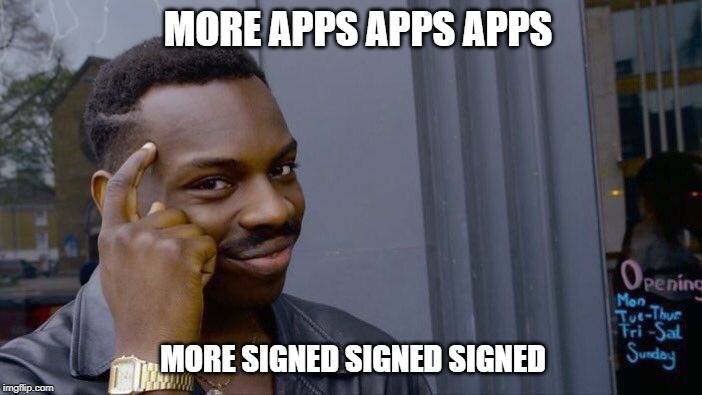 MORE APPS APPS APPS
Opening
Mon
Tue-Thur
Fri-Sat
Sunday
MORE SIGNED SIGNED SIGNED
imgflip.com